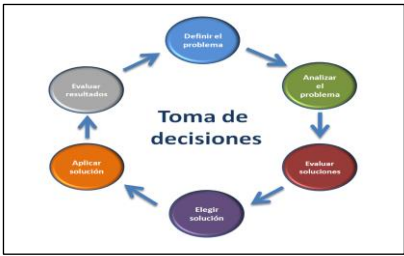 Definir el
problema
Analizar
el
problema
Evaluar
soluciones
Elegir
solución
Aplicar
solución
Evaluar
resultados
Toma de
decisiones